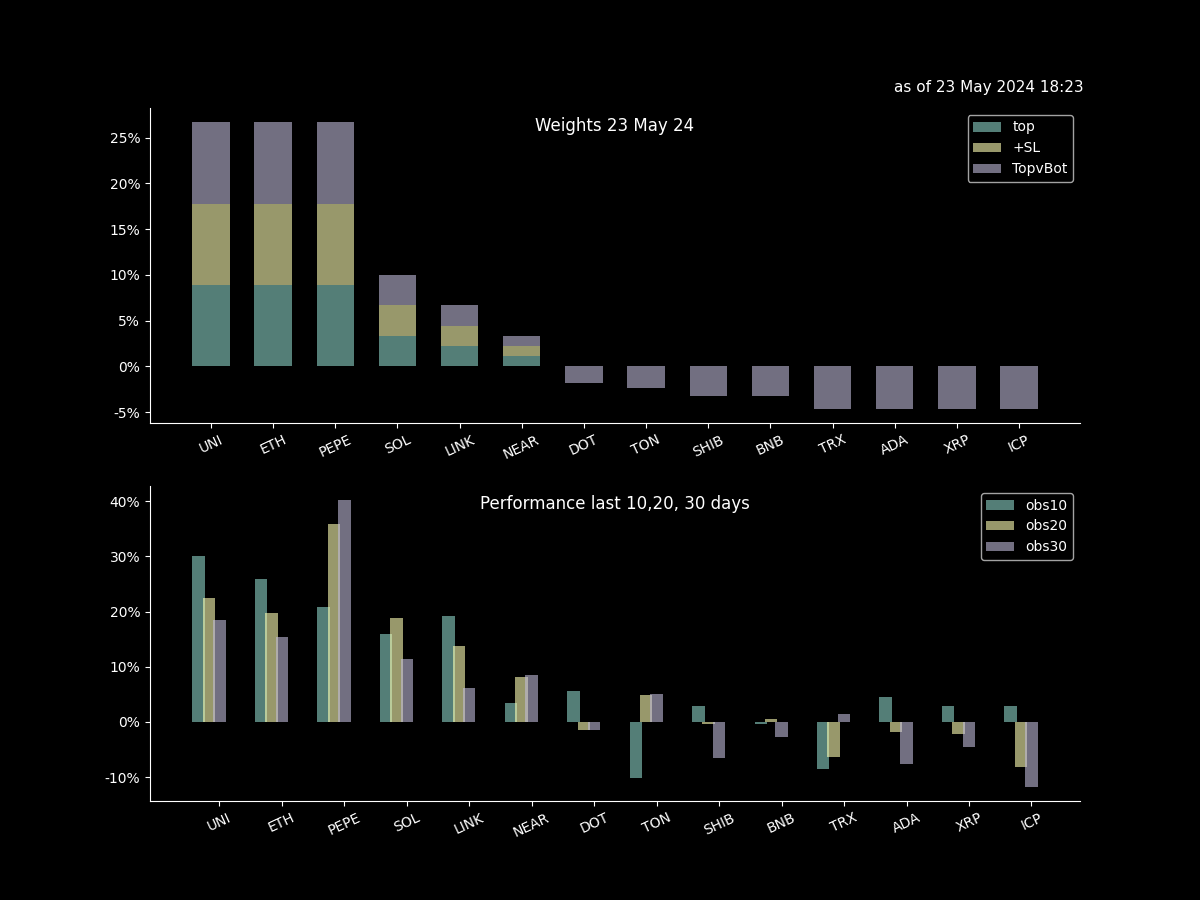 as of 23 May 2024 18:23
Weights 23 May 24
top
+SL
TopvBot
25%
20%
15%
10%
5%
0%
-5%
UNI ETH PEPE SOL LINK NEAR DOT TON SHIB BNB TRX ADA XRP ICP
Performance last 10,20, 30 days
obs10
obs20
obs30
40%
30%
20%
10%
0%
-10%
UNI ETH PEPE SOL LINK NEAR DOT TON SHIB BNB TRX ADA XRP ICP